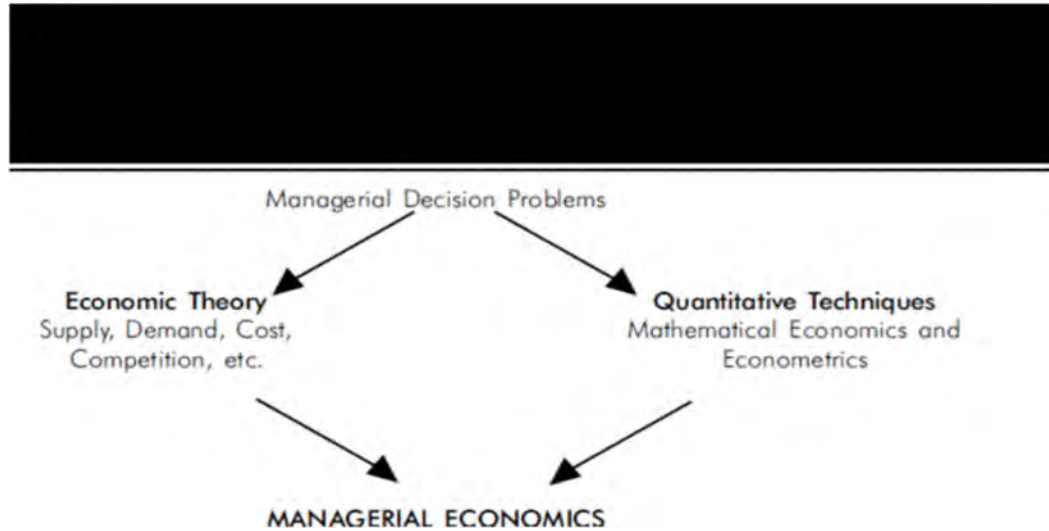 Managerial Decision Problems
Economic Theory
Supply, Demand, Cost,
Competition, etc.
Quantitative Techniques
Mathematical Economics and
Econometrics
MANAGERIAL ECONOMICS